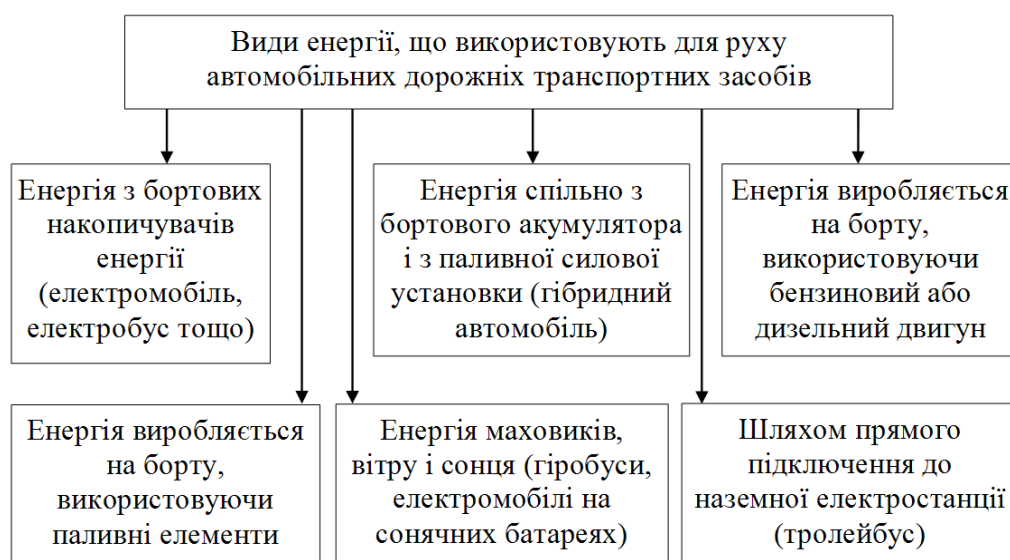 Види енергії, що використовують для руху
автомобільних дорожніх транспортних засобів
Енергія з бортових
накопичувачів
енергії
(електромобіль,
електробус тощо)
Енергія спільно з
бортового акумулятора
і з паливної силової
установки (гібридний
автомобіль)
Енергія виробляється
на борту,
використовуючи
бензиновий або
дизельний двигун
Енергія виробляється
на борту,
використовуючи
паливні елементи
Енергія маховиків,
вітру і сонця (гіробуси,
електромобілі на
сонячних батареях)
Шляхом прямого
підключення до
наземної електростанції
(тролейбус)